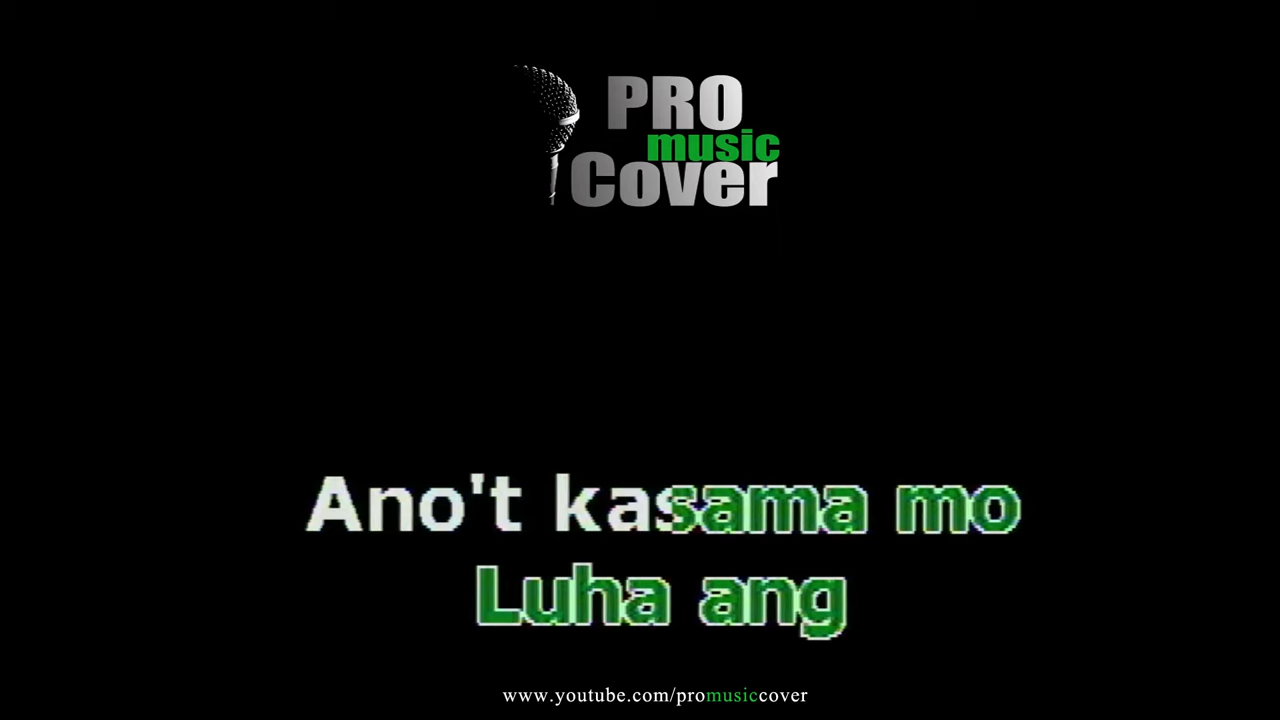 PRO
music
Cover
Ano't kasama mo
Luha ang
www.youtube.com/promusiccover